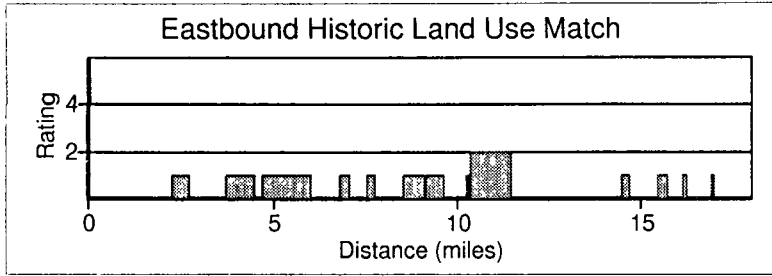 Eastbound Historic Land Use Match
Rating
4
2
0 5 10 15
Distance (miles)